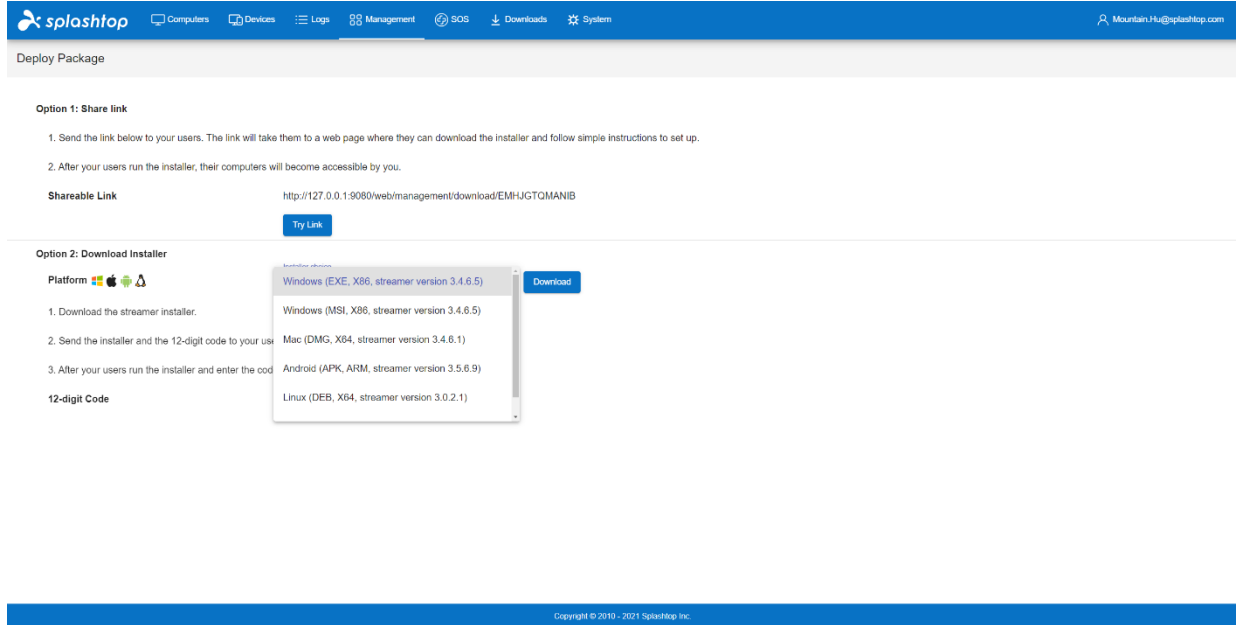 splashtop Computers Devices Logs Management SOS Downloads System Mountain.Hu@splashtop.com
Deploy Package
Option 1: Share link
1. Send the link below to your users. The link will take them to a web page where they can download the installer and follow simple instructions to set up.
2. After your users run the installer, their computers will become accessible by you.
Shareable Link http://127.0.0.1:9080/web/management/download/EMHJGTQMANIB
Try Link
Option 2: Download Installer
Platform Windows (EXE, X86, streamer version 3.4.6.5) Download
1. Download the streamer installer.
Windows (MSI, X86, streamer version 3.4.6.5)
2. Send the installer and the 12-digit code to your
Mac (DMG, X64, streamer version 3.4.6.1)
3. After your users run the installer and enter the
Android (APK, ARM, streamer version 3.5.6.9)
12-digit Code
Linux (DEB, X64, streamer version 3.0.2.1)
Copyright © 2010 - 2021 Splashtop Inc.